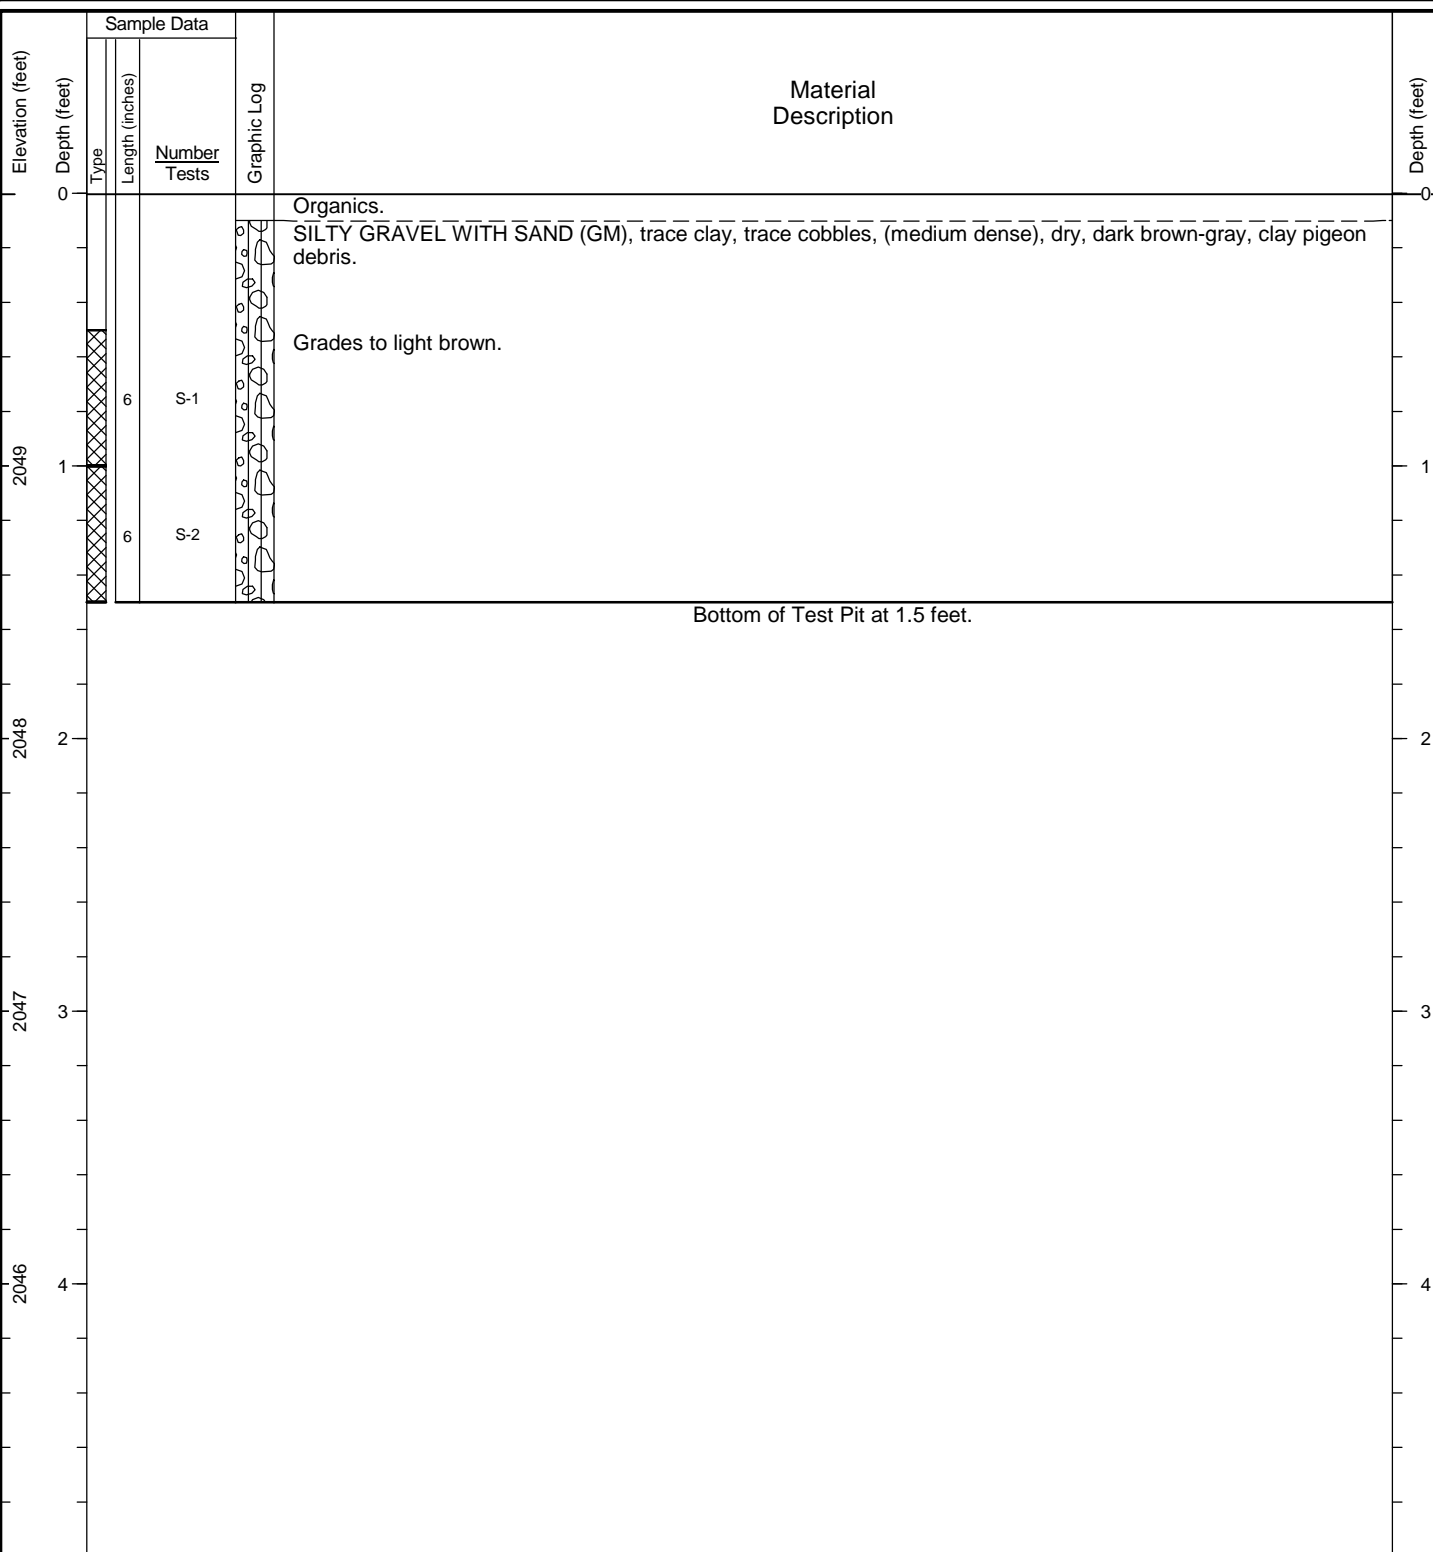 Sample Data
Elevation (feet)
Depth (feet)
Type
Length (inches)
Number
Tests
Graphic Log
Material
Description
Depth (feet)
0
0
Organics.
SILTY GRAVEL WITH SAND (GM), trace clay, trace cobbles, (medium dense), dry, dark brown-gray, clay pigeon
debris.
Grades to light brown.
6 S-1
2049 1
1
6 S-2
Bottom of Test Pit at 1.5 feet.
2048 2
2
2047 3
3
2046 4
4